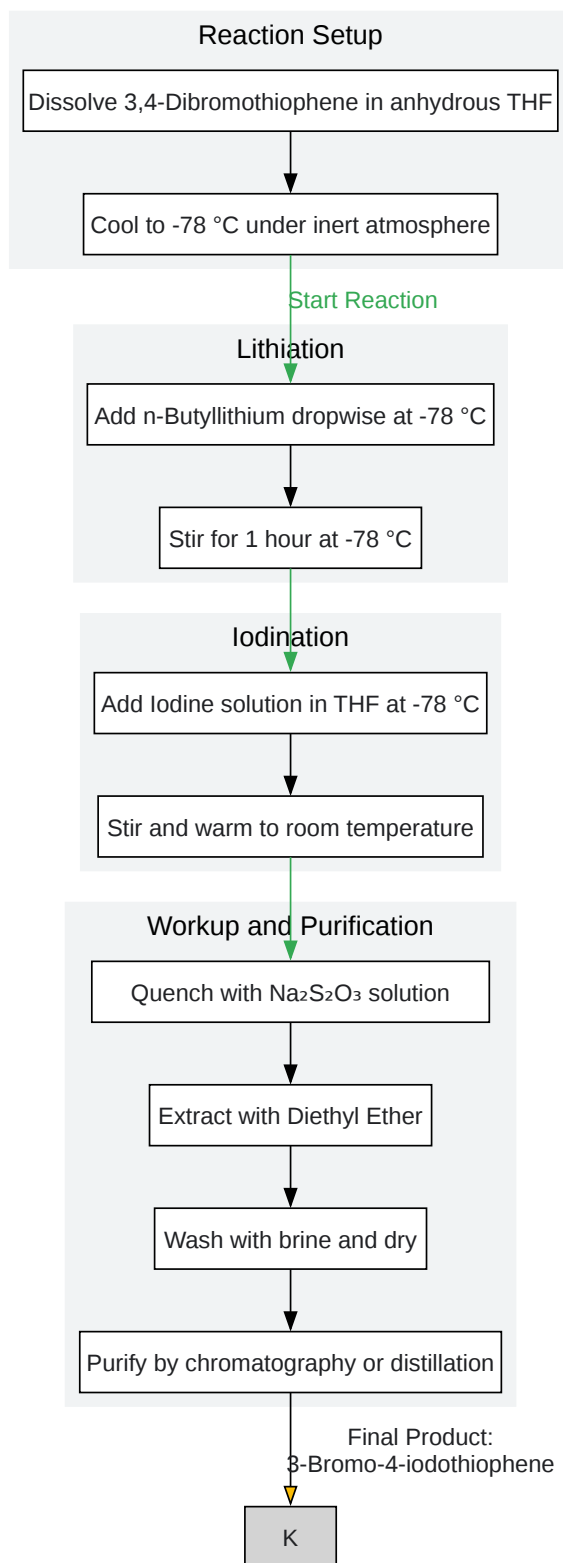 Reaction Setup
Dissolve 3,4-Dibromothiophene in anhydrous THF
Cool to -78 °C under inert atmosphere
Start Reaction
Lithiation
Add n-Butyllithium dropwise at -78 °C
Stir for 1 hour at -78 °C
Iodination
Add Iodine solution in THF at -78 °C
Stir and warm to room temperature
Workup and Purification
Quench with Na₂S₂O₃ solution
Extract with Diethyl Ether
Wash with brine and dry
Purify by chromatography or distillation
Final Product:
3-Bromo-4-iodothiophene
K